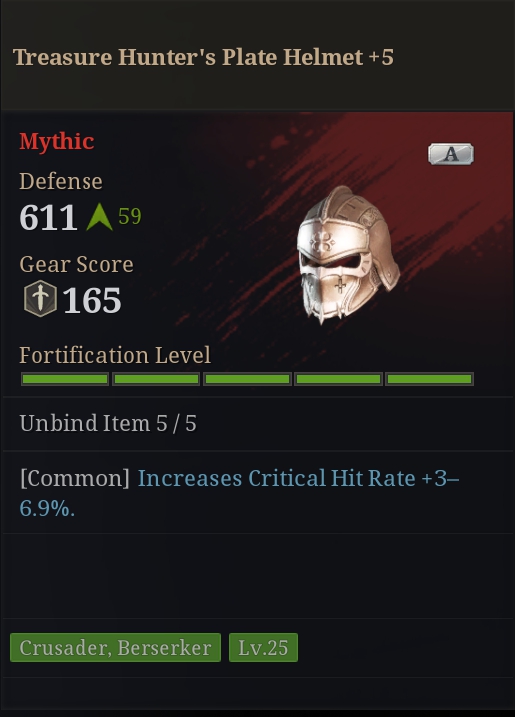 Treasure Hunter's Plate Helmet +5
Mythic
A
Defense
611 59
Gear Score
165
Fortification Level
Unbind Item 5 / 5
[Common] Increases Critical Hit Rate +3–
6.9%.
Crusader, Berserker Lv.25